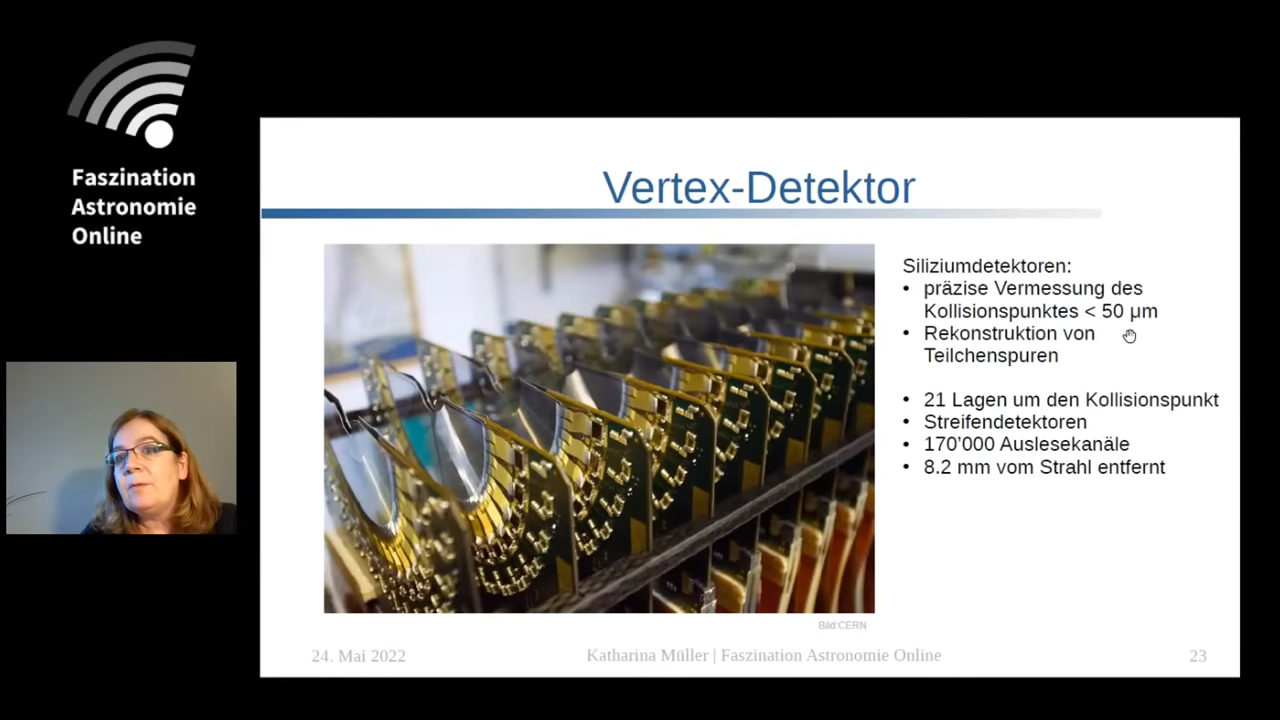 Faszination
Astronomie
Online
Vertex-Detektor
Siliziumdetektoren:
• präzise Vermessung des
Kollisionspunktes < 50 μm
• Rekonstruktion von
Teilchenspuren
• 21 Lagen um den Kollisionspunkt
• Streifendetektoren
• 170’000 Auslesekanäle
• 8.2 mm vom Strahl entfernt
Bild:CERN
24. Mai 2022
Katharina Müller | Faszination Astronomie Online
23